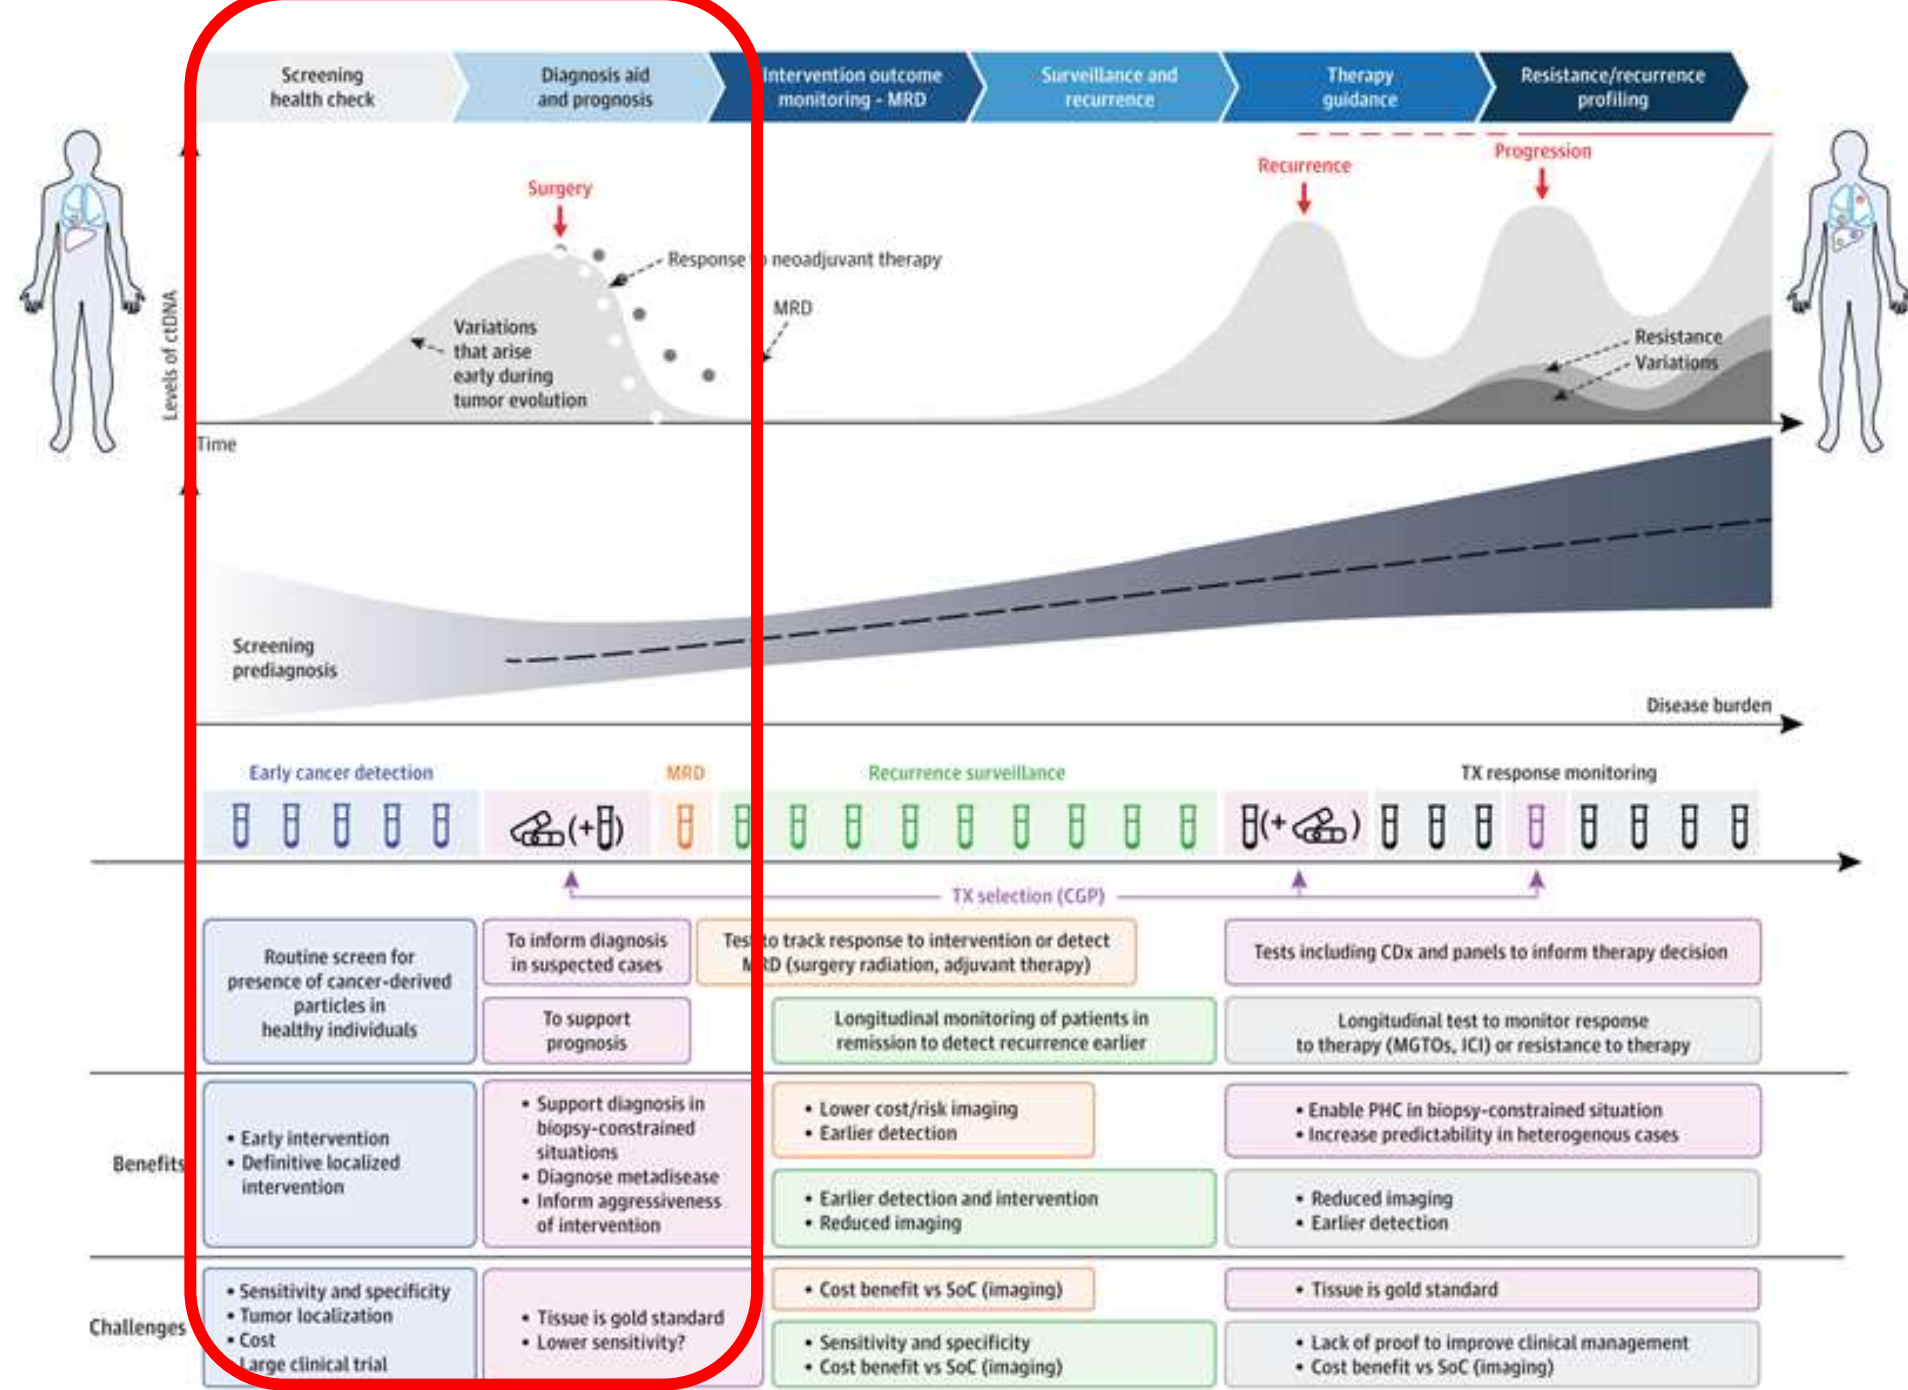 Screening
health check
Diagnosis aid
and prognosis
Intervention outcome
monitoring - MRD
Surveillance and
recurrence
Therapy
guidance
Resistance/recurrence
profiling
Levels of ctDNA
Surgery
Response to neoadjuvant therapy
MRD
Variations
that arise
early during
tumor evolution
Recurrence
Progression
Resistance
Variations
Time
Screening
prediagnosis
Disease burden
Early cancer detection
MRD
Recurrence surveillance
TX response monitoring
(+ )
(+ )
TX selection (CGP)
Routine screen for
presence of cancer-derived
particles in
healthy individuals
To inform diagnosis
in suspected cases
To support
prognosis
Test to track response to intervention or detect
MRD (surgery radiation, adjuvant therapy)
Longitudinal monitoring of patients in
remission to detect recurrence earlier
Tests including CDx and panels to inform therapy decision
Longitudinal test to monitor response
to therapy (MGTOs, ICI) or resistance to therapy
Benefits
• Early intervention
• Definitive localized
intervention
• Support diagnosis in
biopsy-constrained
situations
• Diagnose metadisease
• Inform aggressiveness
of intervention
• Lower cost/risk imaging
• Earlier detection
• Earlier detection and intervention
• Reduced imaging
• Enable PHC in biopsy-constrained situation
• Increase predictability in heterogenous cases
• Reduced imaging
• Earlier detection
Challenges
• Sensitivity and specificity
• Tumor localization
• Cost
• Large clinical trial
• Tissue is gold standard
• Lower sensitivity?
• Cost benefit vs SoC (imaging)
• Sensitivity and specificity
• Cost benefit vs SoC (imaging)
• Tissue is gold standard
• Lack of proof to improve clinical management
• Cost benefit vs SoC (imaging)